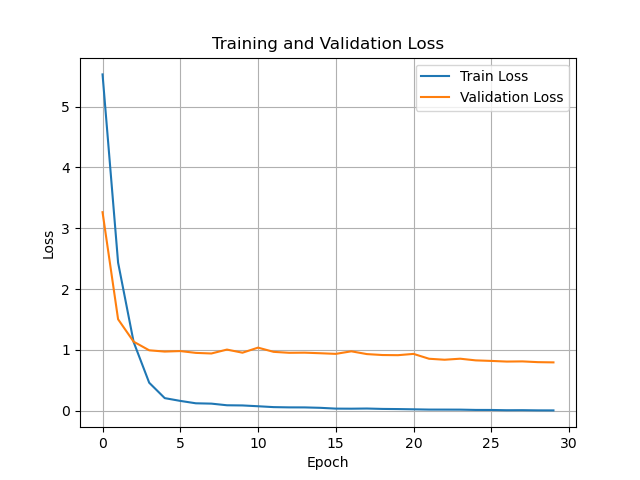 Training and Validation Loss
Train Loss
Validation Loss
5
4
3
2
1
0
Loss
0 5 10 15 20 25 30
Epoch